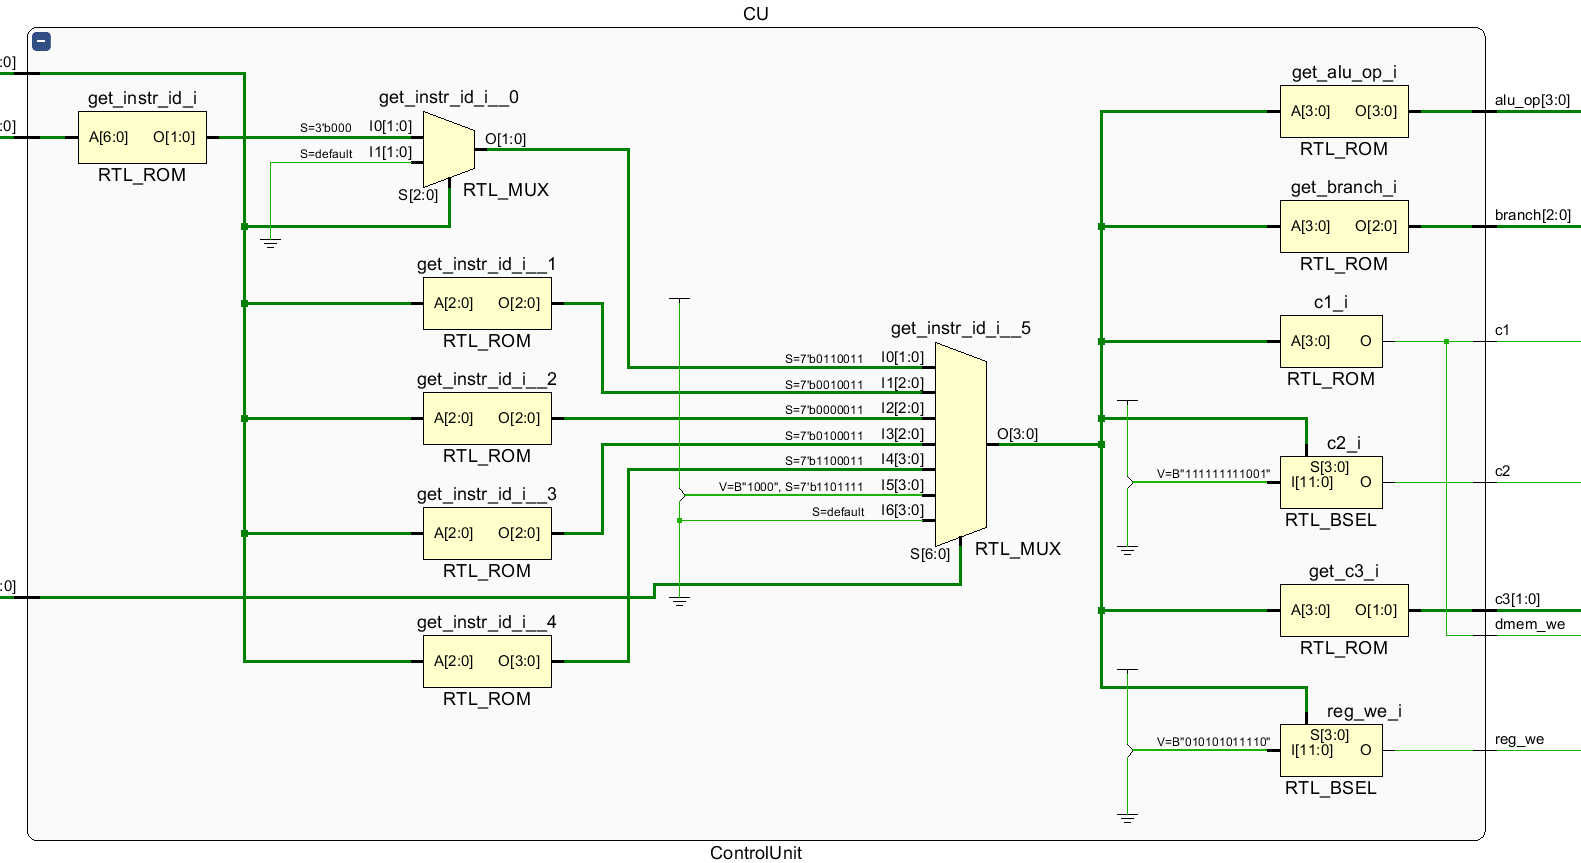 CU
:0]
get_instr_id_i
:0]
A[6:0] O[1:0]
RTL_ROM
get_instr_id_i__0
S=3'b000 I0[1:0]
S=default I1[1:0]
O[1:0]
S[2:0]
RTL_MUX
get_instr_id_i__1
A[2:0] O[2:0]
RTL_ROM
get_instr_id_i__2
A[2:0] O[2:0]
RTL_ROM
get_instr_id_i__3
A[2:0] O[2:0]
RTL_ROM
:0]
get_instr_id_i__4
A[2:0] O[3:0]
RTL_ROM
get_instr_id_i__5
S=7'b0110011 I0[1:0]
S=7'b0010011 I1[2:0]
S=7'b0000011 I2[2:0]
S=7'b0100011 I3[2:0]
S=7'b1100011 I4[3:0]
V=B"1000", S=7'b1101111 I5[3:0]
S=default I6[3:0]
O[3:0]
S[6:0]
RTL_MUX
get_alu_op_i
A[3:0] O[3:0]
RTL_ROM
alu_op[3:0]
get_branch_i
A[3:0] O[2:0]
RTL_ROM
branch[2:0]
c1_i
A[3:0] O
RTL_ROM
c1
c2_i
S[3:0]
V=B"111111111001" I[11:0] O
RTL_BSEL
c2
get_c3_i
A[3:0] O[1:0]
RTL_ROM
c3[1:0]
dmem_we
reg_we_i
S[3:0]
V=B"010101011110" I[11:0] O
RTL_BSEL
reg_we
ControlUnit